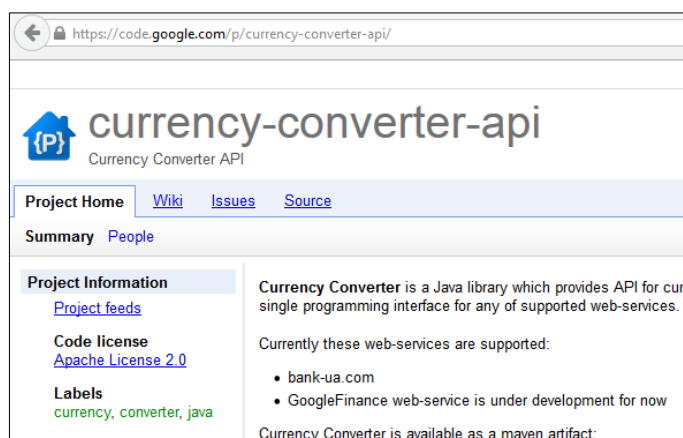 https://code.google.com/p/currency-converter-api/
{P}
currency-converter-api
Currency Converter API
Project Home Wiki Issues Source
Summary People
Project Information
Project feeds
Code license
Apache License 2.0
Labels
currency, converter, java
Currency Converter is a Java library which provides API for cur
single programming interface for any of supported web-services.
Currently these web-services are supported:
• bank-ua.com
• GoogleFinance web-service is under development for now
Currency Converter is available as a maven artifact: